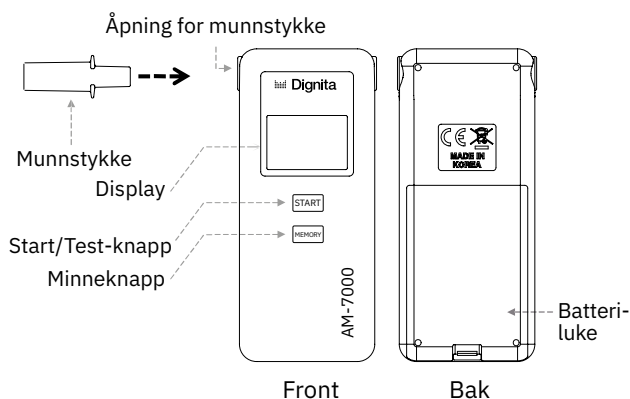 Åpning for munnstykke
Dignita
Munnstykke
Display
START
Start/Test-knapp
MEMORY
Minneknapp
AM-7000
Front
CE
MADE IN
KOREA
Batteri-
luke
Bak